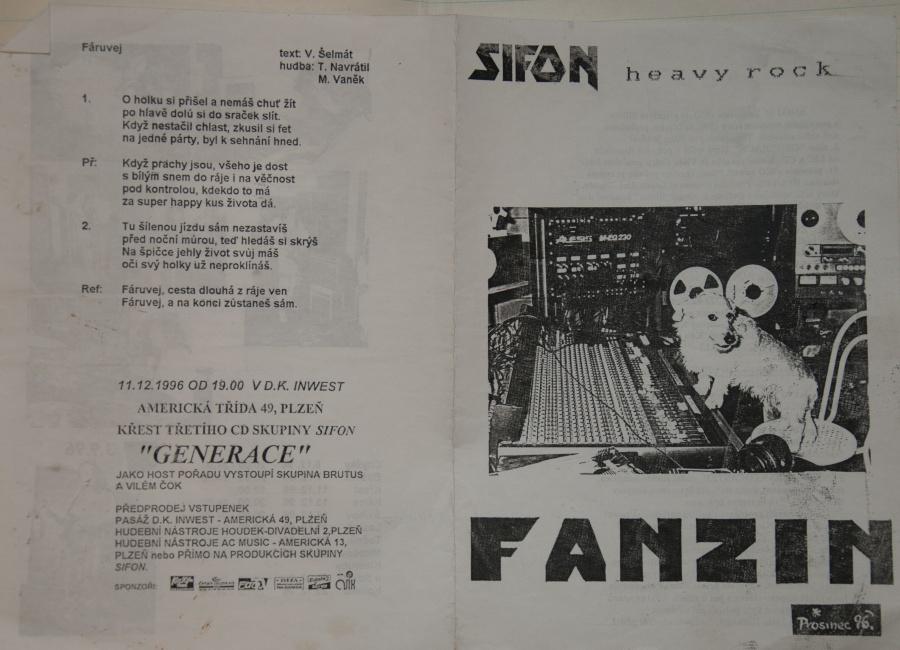 Fáruvej
text: V. Šelmát
hudba: T. Navrátil
M. Vaněk
1. O holku si přišel a nemáš chuť žít
po hlavě dolů si do sraček slít.
Když nestačil chlast, zkusil si fet
na jedné párty, byl k sehnání hned.
Př: Když prachy jsou, všeho je dost
s bílým snem do ráje i na věčnost
pod kontrolou, kdekdo to má
za super happy kus života dá.
2. Tu šílenou jízdu sám nezastavíš
před noční můrou, teď hledáš si skrýš
Na špičce jehly život svůj máš
oči svý holky už neproklínáš.
Ref: Fáruvej, cesta dlouhá z ráje ven
Fáruvej, a na konci zůstaneš sám.
11.12.1996 OD 19.00 V D.K. INWEST
AMERICKÁ TŘÍDA 49, PLZEŇ
KŘEST TŘETÍHO CD SKUPINY SIFON
"GENERACE"
JAKO HOST POŘADU VYSTOUPÍ SKUPINA BRUTUS
A VILÉM ČOK
PŘEDPRODEJ VSTUPENEK
PASÁŽ D.K. INWEST - AMERICKÁ 49, PLZEŇ
HUDEBNÍ NÁSTROJE HOUDEK-DIVADELNÍ 2,PLZEŇ
HUDEBNÍ NÁSTROJE AC MUSIC - AMERICKÁ 13,
PLZEŇ nebo PŘÍMO NA PRODUKCÍCH SKUPINY
SIFON.
SPONZOŘI:
SIFON heavy rock
ALESIS M-EQ 230
FANZIN
Prosinec 96.